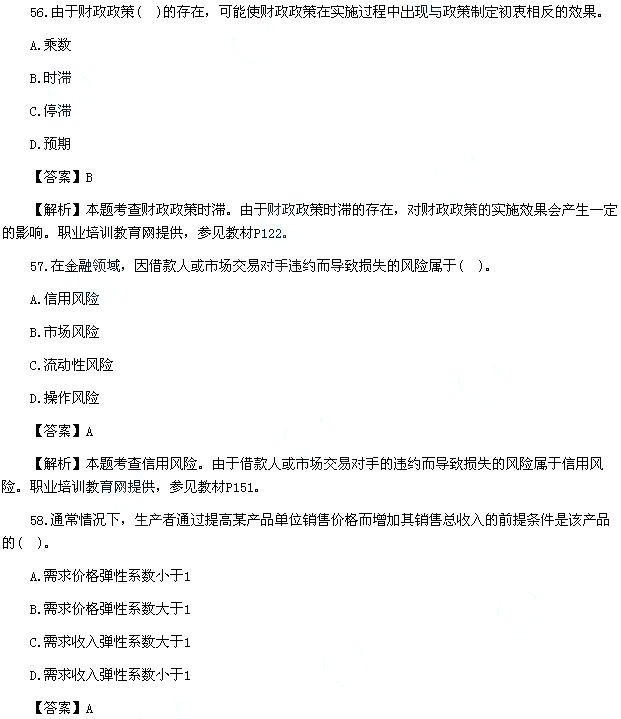 56.由于财政政策(　)的存在，可能使财政政策在实施过程中出现与政策制定初衷相反的效果。
A.乘数
B.时滞
C.停滞
D.预期
【答案】B
【解析】本题考查财政政策时滞。由于财政政策时滞的存在，对财政政策的实施效果会产生一定
的影响。职业培训教育网提供，参见教材P122。
57.在金融领域，因借款人或市场交易对手违约而导致损失的风险属于(　)。
A.信用风险
B.市场风险
C.流动性风险
D.操作风险
【答案】A
【解析】本题考查信用风险。由于借款人或市场交易对手的违约而导致损失的风险属于信用风
险。职业培训教育网提供，参见教材P151。
58.通常情况下，生产者通过提高某产品单位销售价格而增加其销售总收入的前提条件是该产品
的(　)。
A.需求价格弹性系数小于1
B.需求价格弹性系数大于1
C.需求收入弹性系数大于1
D.需求收入弹性系数小于1
【答案】A